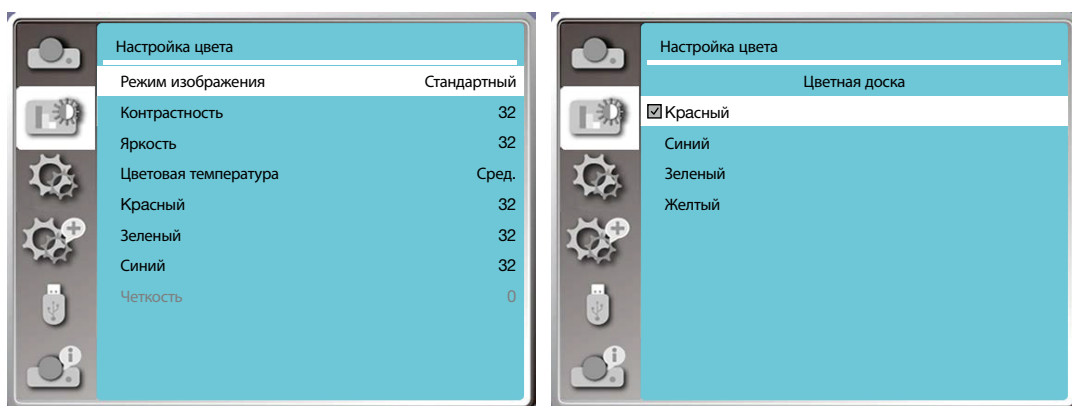 Настройка цвета
Режим изображения Стандартный
Контрастность 32
Яркость 32
Цветовая температура Сред.
Красный 32
Зеленый 32
Синий 32
Четкость 0
Настройка цвета
Цветная доска
Красный
Синий
Зеленый
Желтый